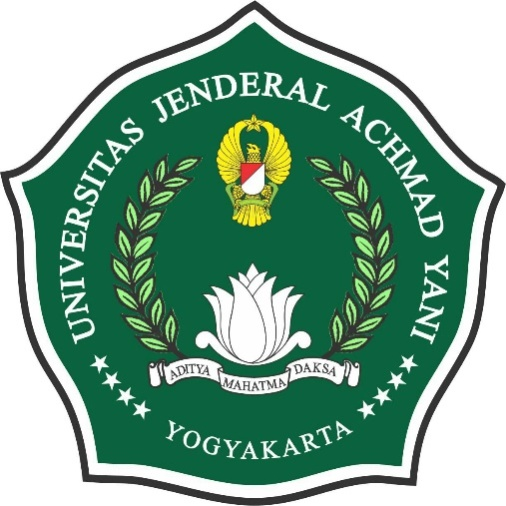 UNIVERSITAS JENDERAL ACHMAD YANI
ADITYA MAHATMA DAKSA
YOGYAKARTA